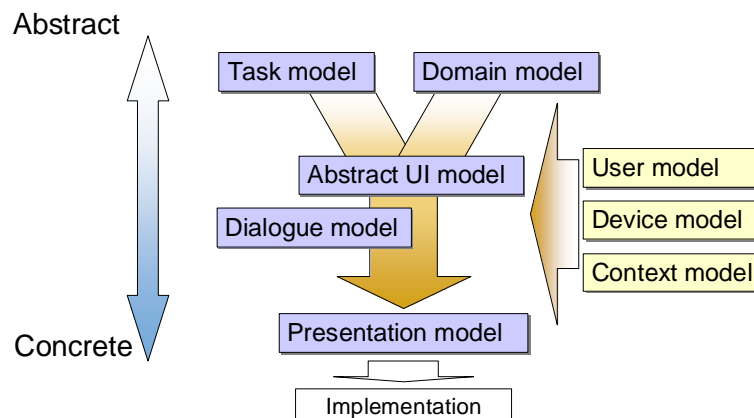 Abstract
Task model
Domain model
Abstract UI model
User model
Dialogue model
Device model
Context model
Presentation model
Concrete
Implementation